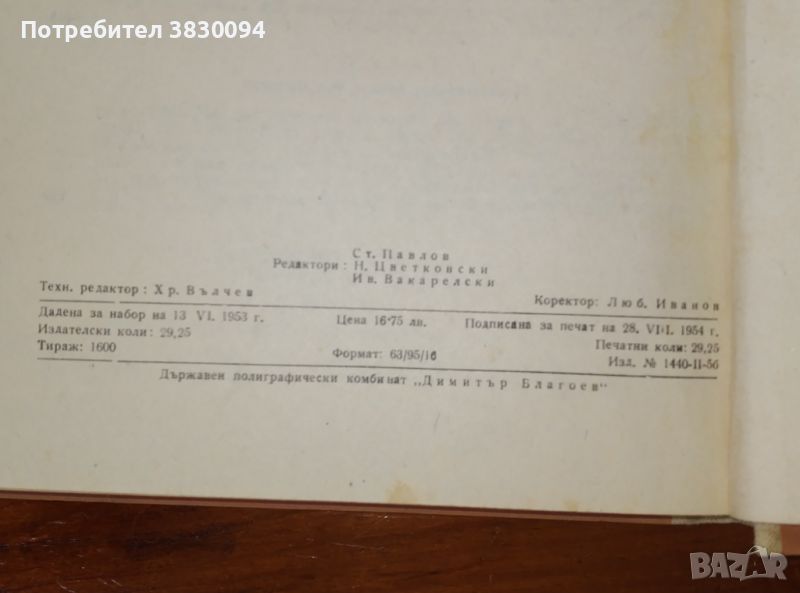 Потребител 3830094
Ст. Павлов
Редактори: Н. Цветковски
Ив. Вакарелски
Техн. редактор: Хр. Вълчев
Коректор: Люб. Иванов
Дадена за набор на 13 VI. 1953 г.
Цена 16·75 лв.
Подписана за печат на 28. VII. 1954 г.
Издателски коли: 29,25
Печатни коли: 29,25
Тираж: 1600
Формат: 63/95/16
Изд. № 1440-II-56
Държавен полиграфически комбинат „Димитър Благоев“
BAZAR